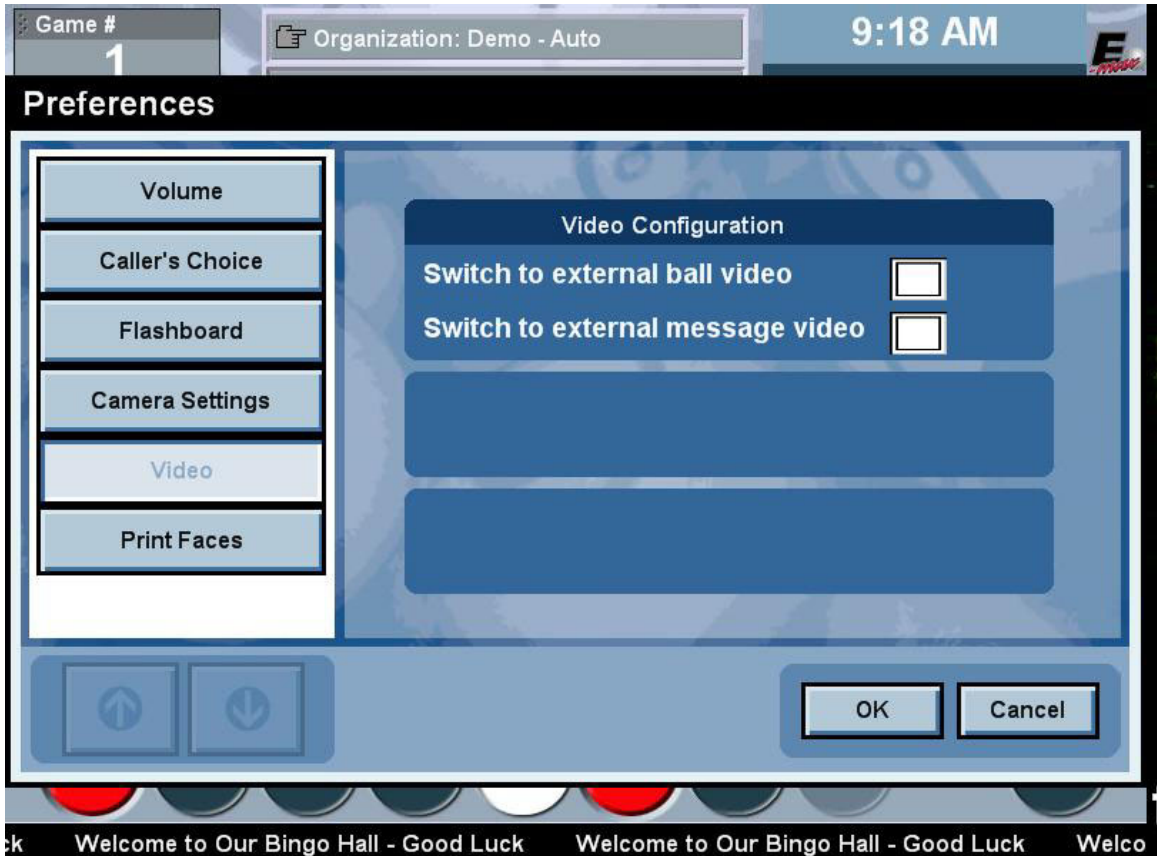 Game #
1
Organization: Demo - Auto
9:18 AM
E
Preferences
Volume
Caller's Choice
Flashboard
Camera Settings
Video
Print Faces
Video Configuration
Switch to external ball video
Switch to external message video
OK
Cancel
ck Welcome to Our Bingo Hall - Good Luck Welcome to Our Bingo Hall - Good Luck Welco